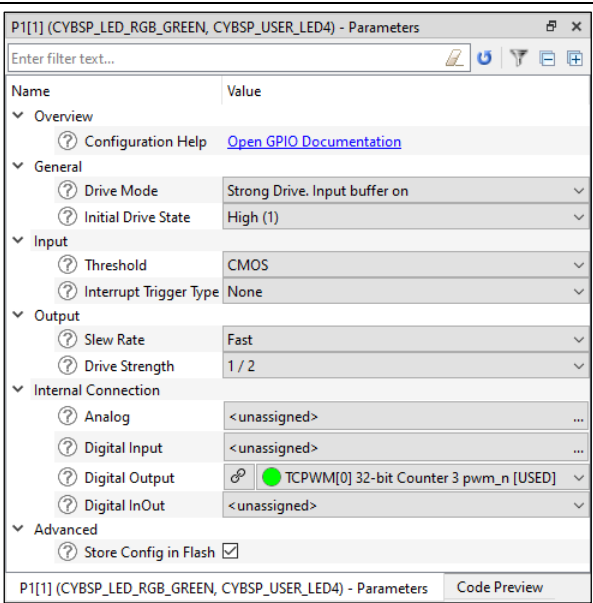 P1[1] (CYBSP_LED_RGB_GREEN, CYBSP_USER_LED4) - Parameters
Enter filter text...
Name Value
Overview
Configuration Help Open GPIO Documentation
General
Drive Mode Strong Drive. Input buffer on
Initial Drive State High (1)
Input
Threshold CMOS
Interrupt Trigger Type None
Output
Slew Rate Fast
Drive Strength 1 / 2
Internal Connection
Analog <unassigned> ...
Digital Input <unassigned> ...
Digital Output TCPWM[0] 32-bit Counter 3 pwm_n [USED]
Digital InOut <unassigned>
Advanced
Store Config in Flash
P1[1] (CYBSP_LED_RGB_GREEN, CYBSP_USER_LED4) - Parameters Code Preview